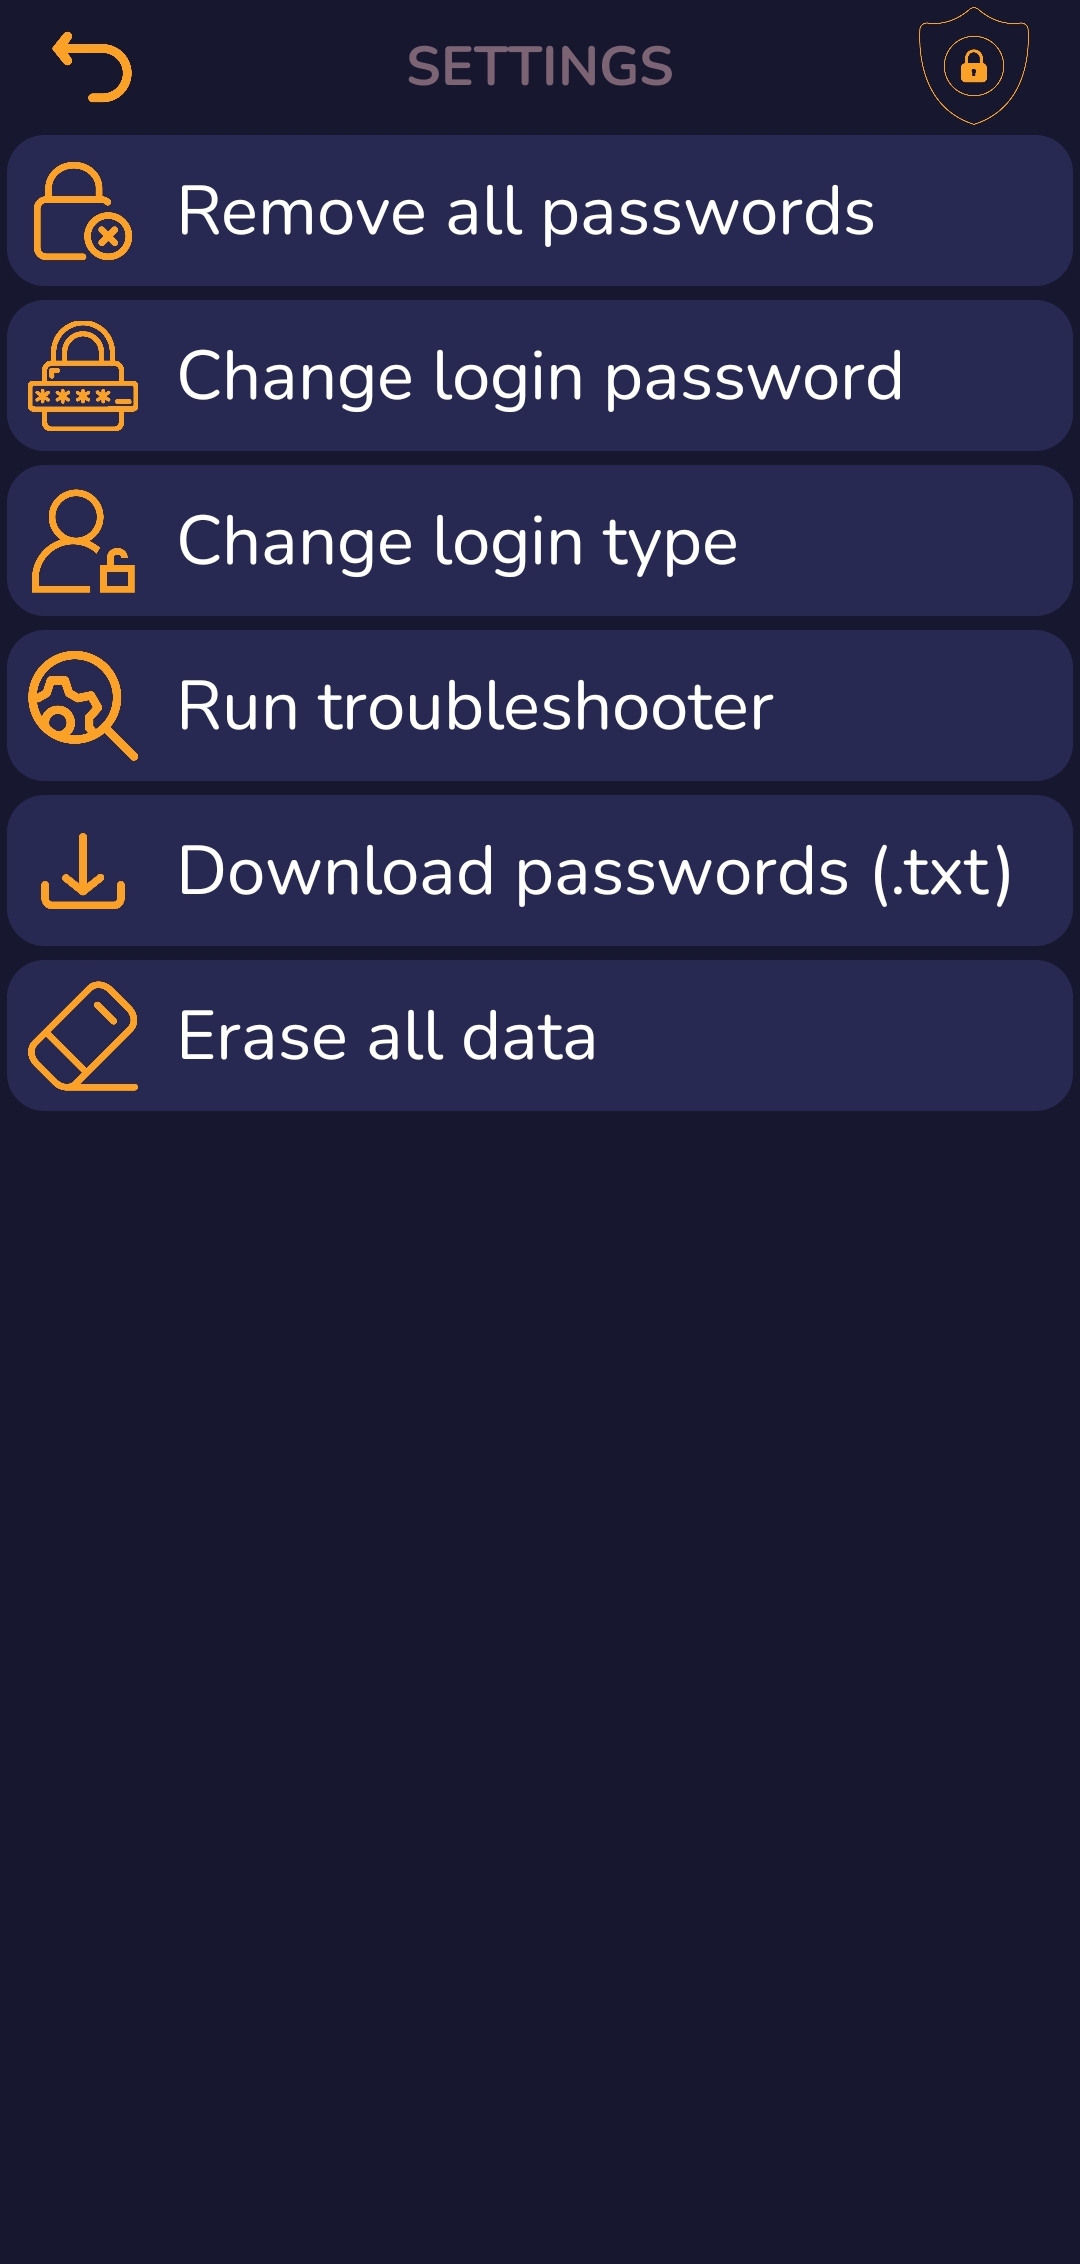 SETTINGS
Remove all passwords
Change login password
Change login type
Run troubleshooter
Download passwords (.txt)
Erase all data